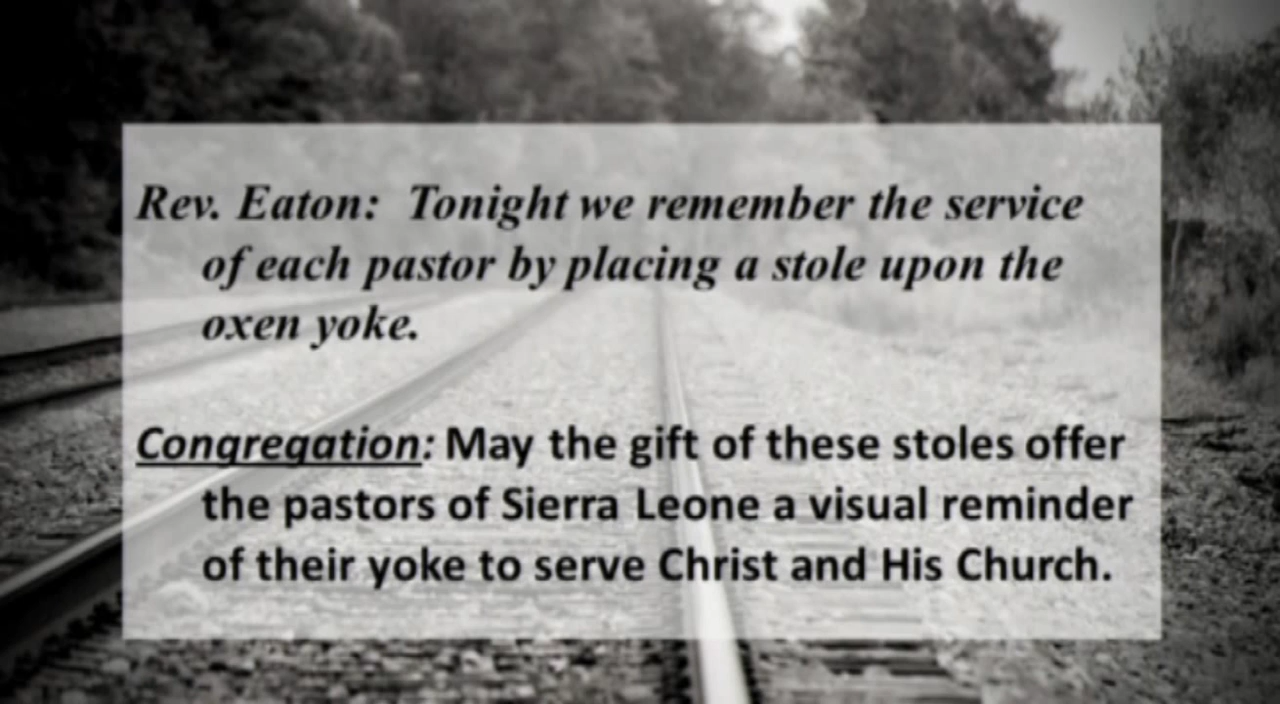 Rev. Eaton: Tonight we remember the service
of each pastor by placing a stole upon the
oxen yoke.
Congregation: May the gift of these stoles offer
the pastors of Sierra Leone a visual reminder
of their yoke to serve Christ and His Church.